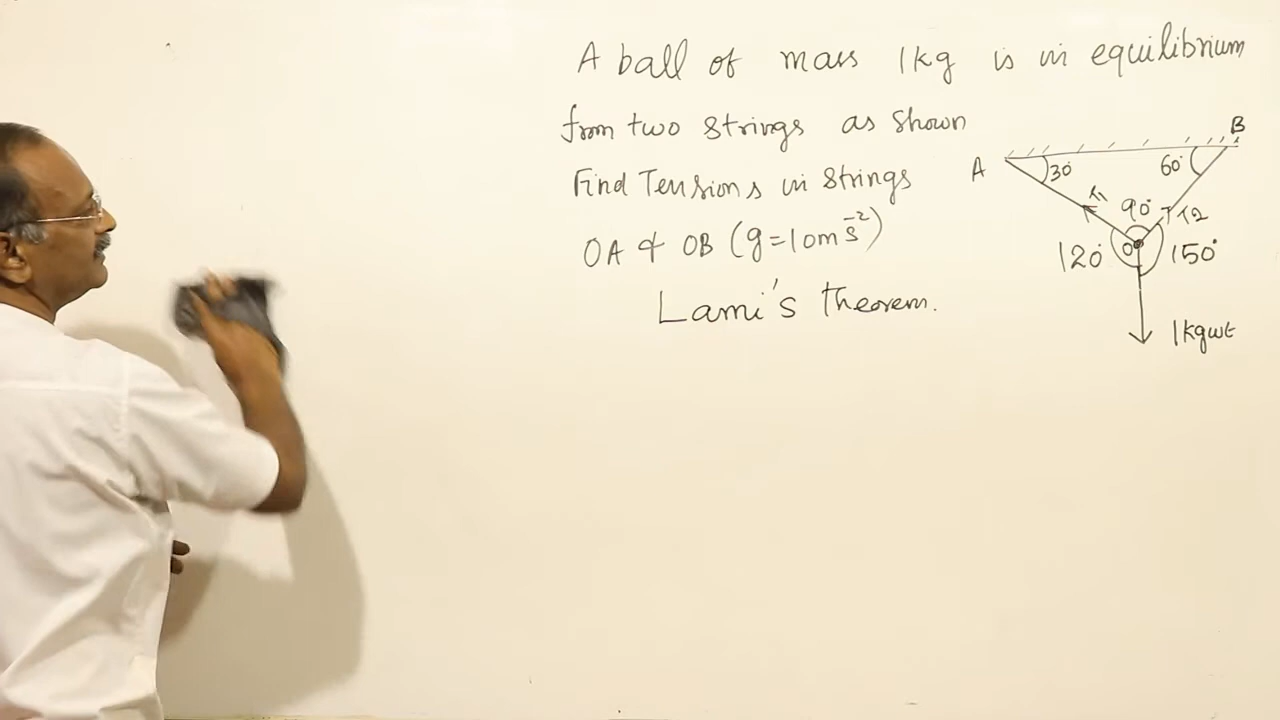 A ball of mass 1kg is in equilibrium
from two strings as shown
Find Tensions in strings
OA & OB (g=10ms⁻²)
Lami's theorem.
A
B
30°
60°
T1
90°
T2
120°
O
150°
1kgwt